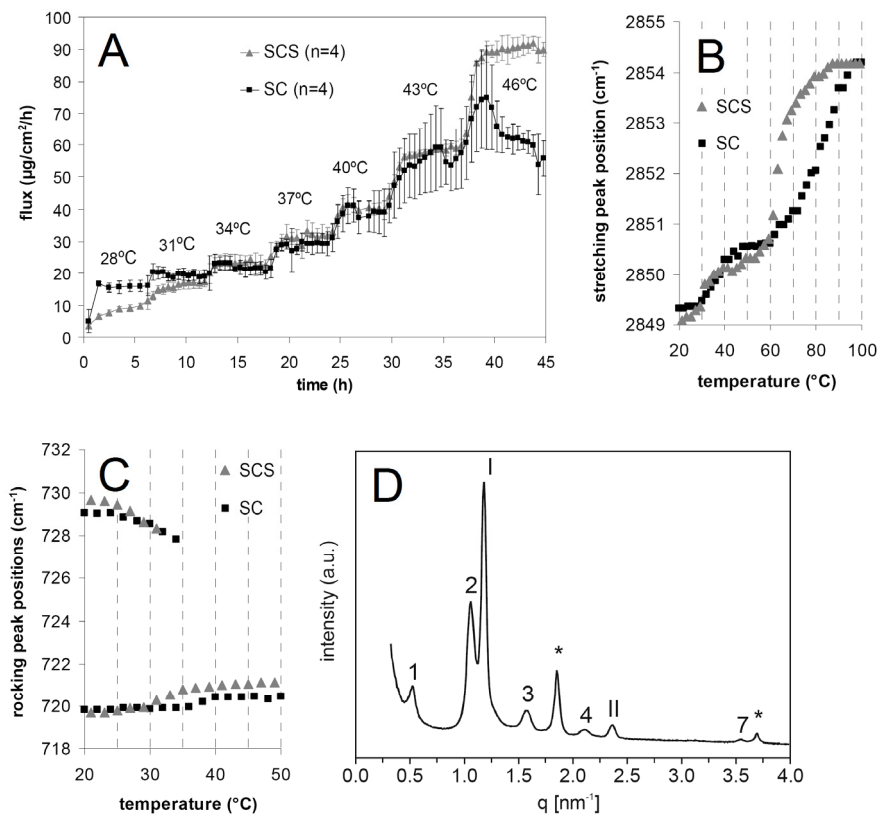 A
SCS (n=4)
SC (n=4)
28ºC
31ºC
34ºC
37ºC
40ºC
43ºC
46ºC
flux (µg/cm²/h)
100
90
80
70
60
50
40
30
20
10
0
0 5 10 15 20 25 30 35 40 45
time (h)
B
SCS
SC
stretching peak position (cm⁻¹)
2855
2854
2853
2852
2851
2850
2849
20 40 60 80 100
temperature (°C)
C
SCS
SC
rocking peak positions (cm⁻¹)
732
730
728
726
724
722
720
718
20 30 40 50
temperature (°C)
D
intensity (a.u.)
1
2
I
3
*
4
II
7
*
0.0 0.5 1.0 1.5 2.0 2.5 3.0 3.5 4.0
q [nm⁻¹]